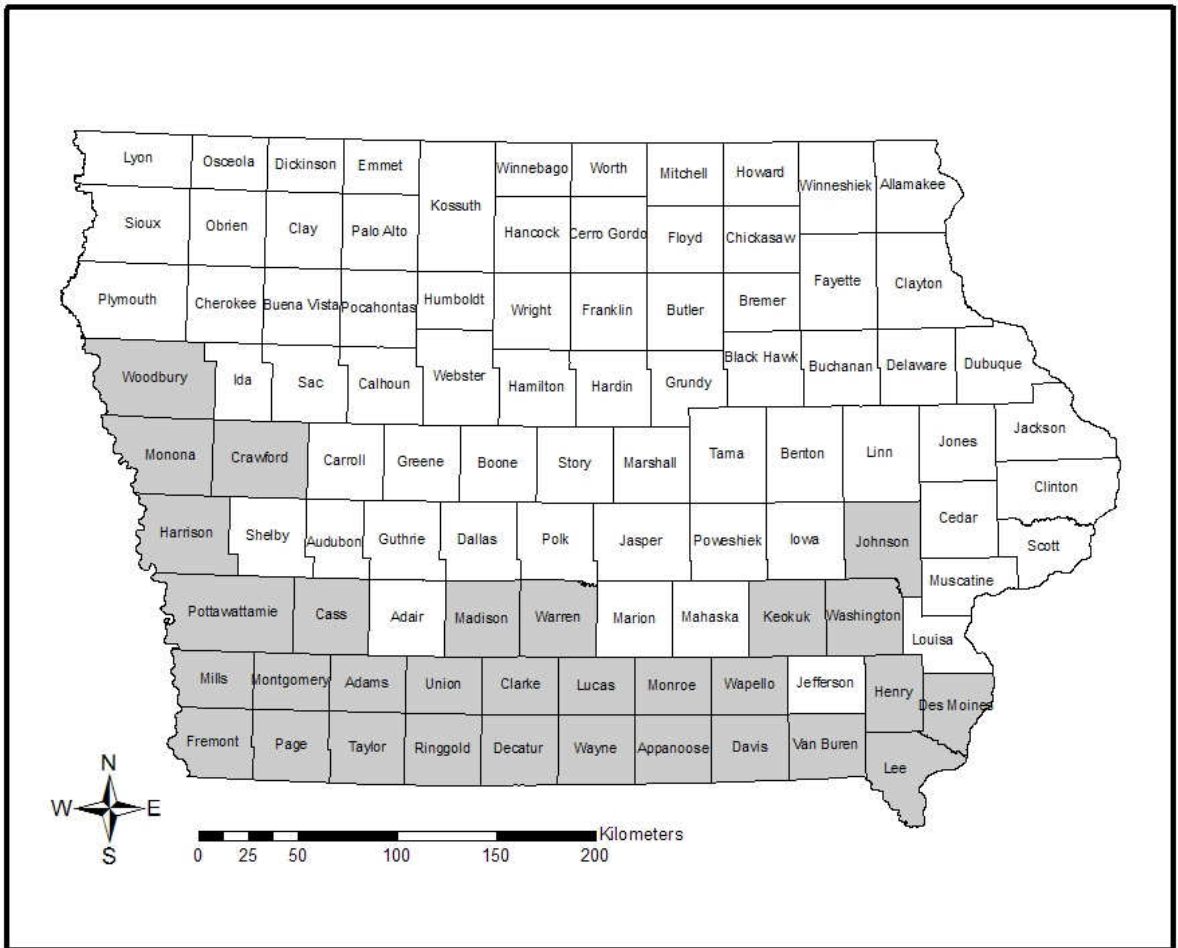 Lyon Osceola Dickinson Emmet Winnebago Worth Mitchell Howard
Winneshiek Allamakee
Kossuth
Sioux Obrien Clay Palo Alto Hancock Cerro Gordo Floyd Chickasaw
Fayette Clayton
Plymouth Cherokee Buena Vista Pocahontas Humboldt Wright Franklin Butler Bremer
Black Hawk Buchanan Delaware Dubuque
Woodbury Ida Sac Calhoun Webster Hamilton Hardin Grundy
Monona Crawford Carroll Greene Boone Story Marshall Tama Benton Linn Jones Jackson
Clinton
Harrison Shelby Audubon Guthrie Dallas Polk Jasper Poweshiek Iowa Johnson Cedar Scott
Muscatine
Pottawattamie Cass Adair Madison Warren Marion Mahaska Keokuk Washington
Louisa
Mills Montgomery Adams Union Clarke Lucas Monroe Wapello Jefferson Henry
Des Moines
Fremont Page Taylor Ringgold Decatur Wayne Appanoose Davis Van Buren
Lee
N
W E
S
Kilometers
0 25 50 100 150 200